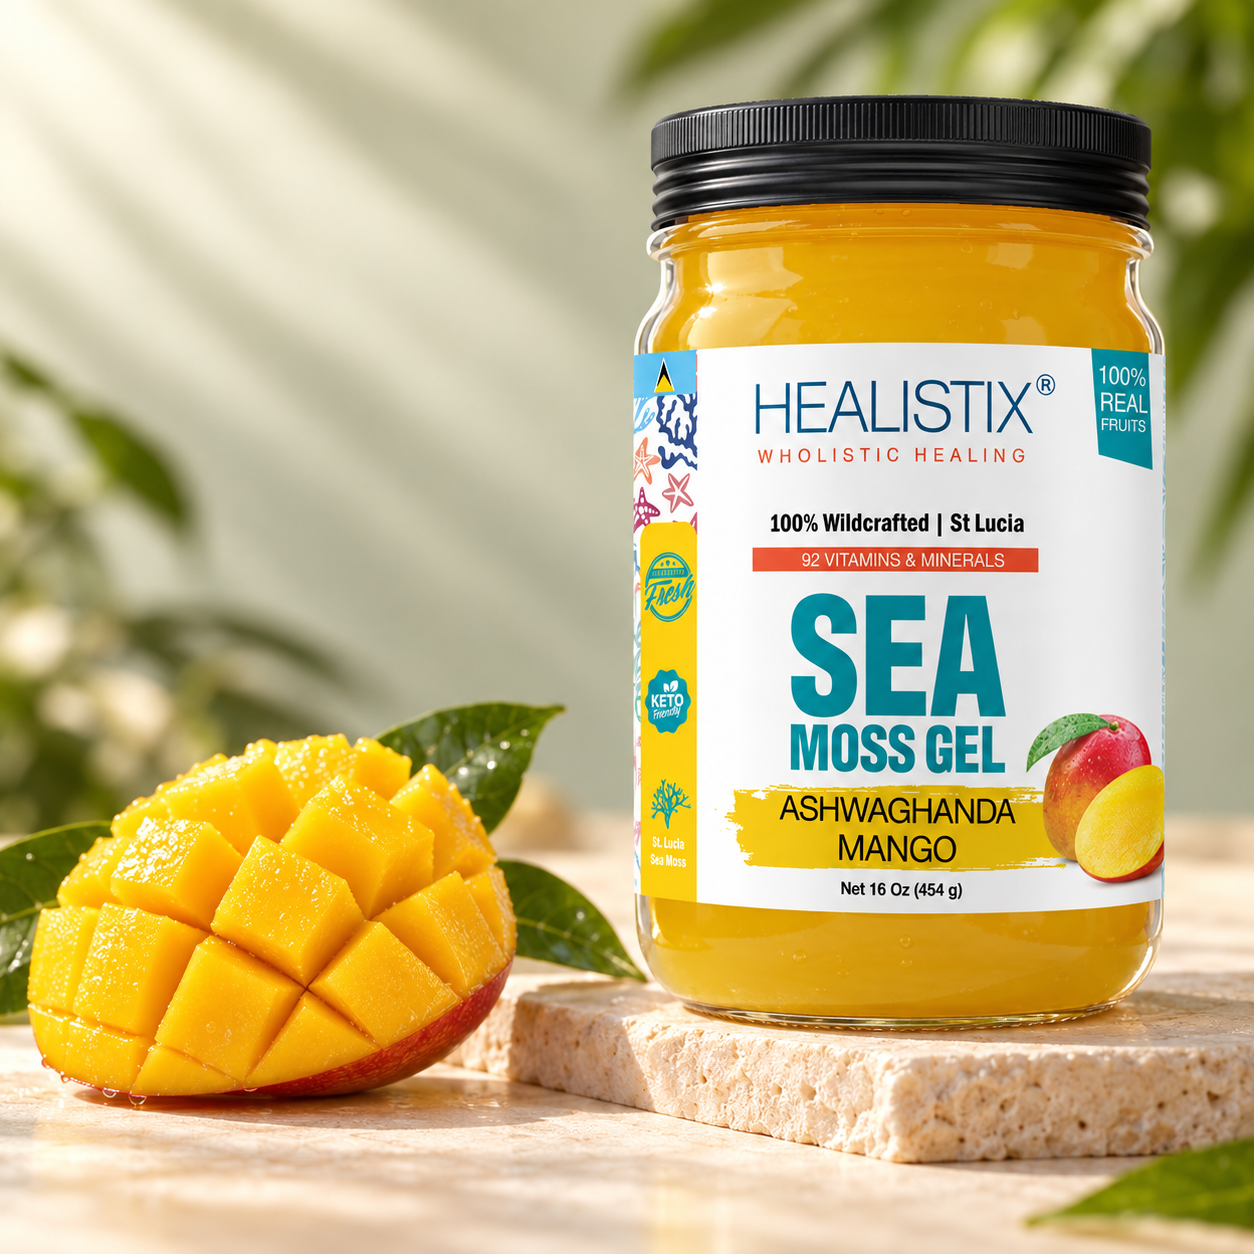 HEALISTIX®
WHOLISTIC HEALING
100%
REAL
FRUITS
100% Wildcrafted | St Lucia
92 VITAMINS & MINERALS
SEA
MOSS GEL
ASHWAGHANDA
MANGO
Net 16 Oz (454 g)
Fresh
KETO
Friendly
St. Lucia
Sea Moss